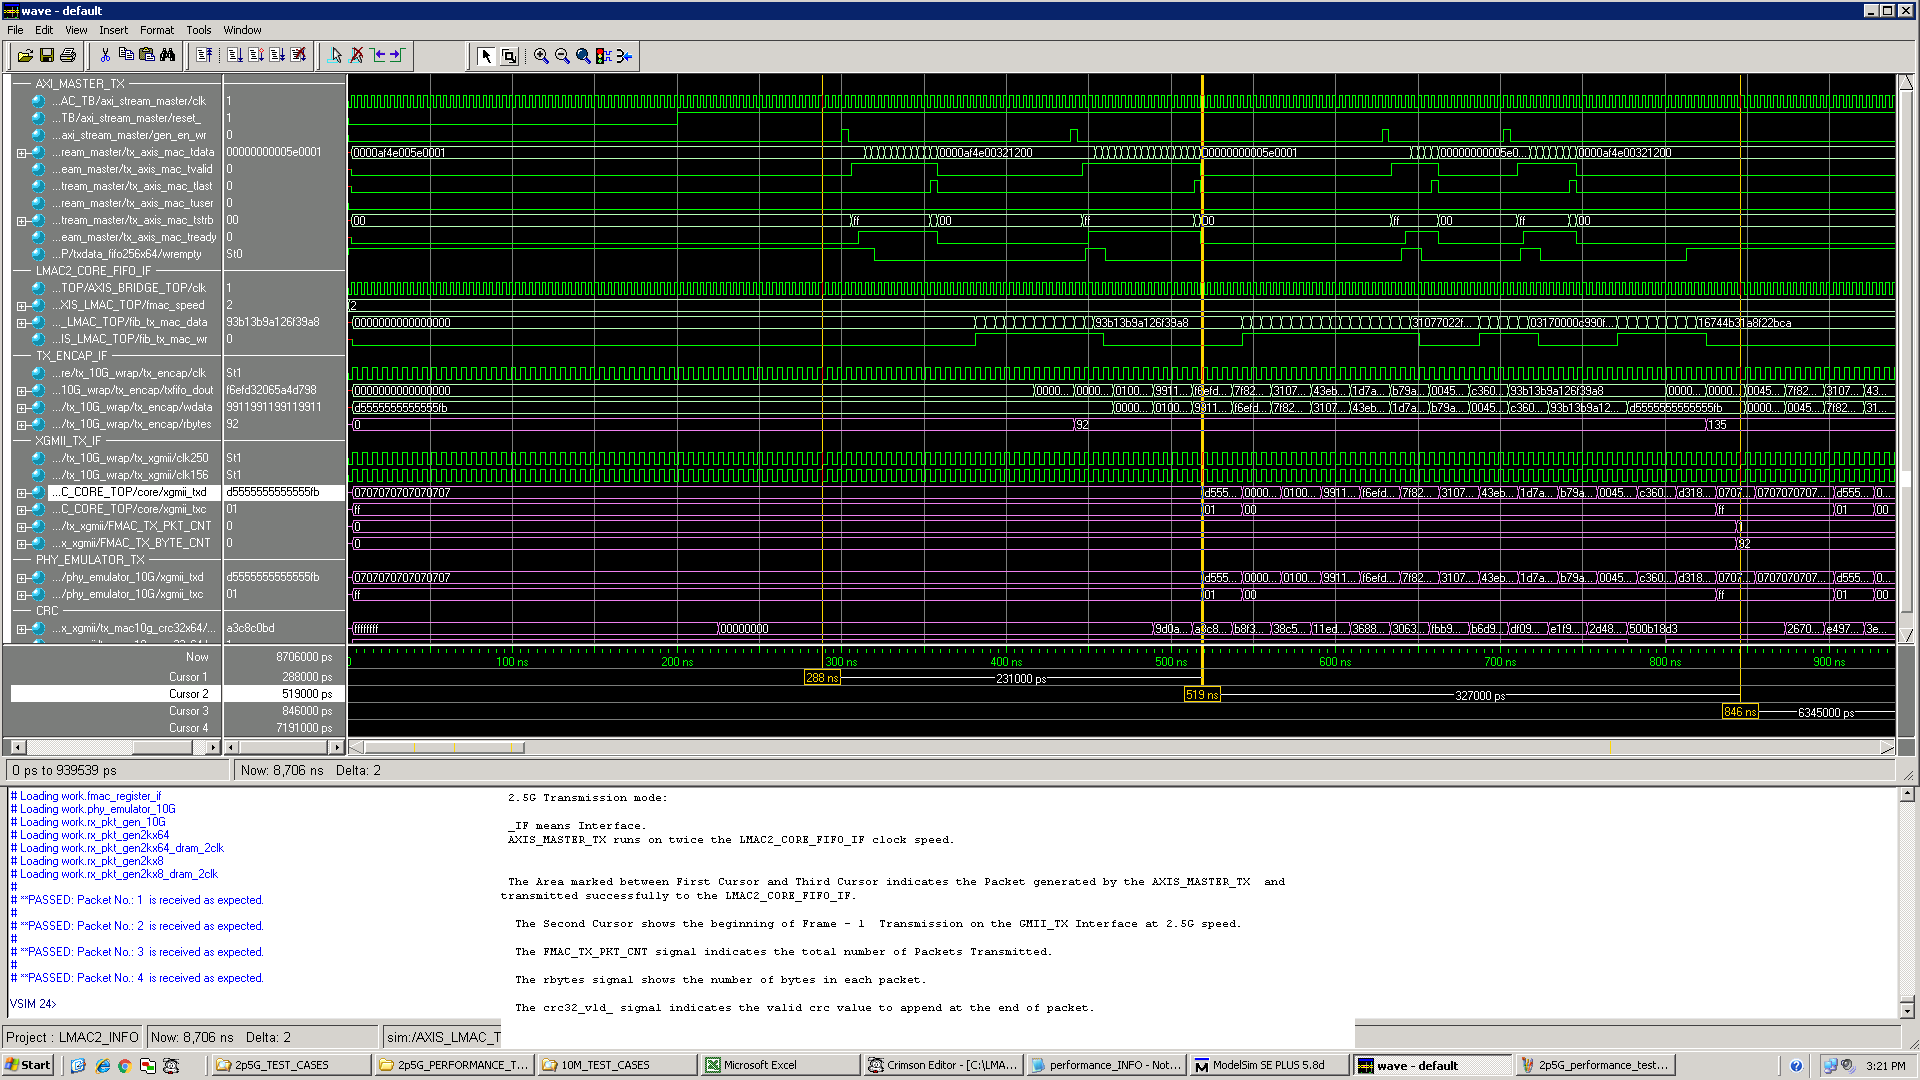 wave - default
File Edit View Insert Format Tools Window
AXI_MASTER_TX
...AC_TB/axi_stream_master/clk 1
...TB/axi_stream_master/reset_ 1
...axi_stream_master/gen_en_wr 0
...ream_master/tx_axis_mac_tdata 00000000005e0001 0000af4e005e0001 0000af4e00321200 00000000005e0001 00000000005e0... 0000af4e00321200
...eam_master/tx_axis_mac_tvalid 0
...tream_master/tx_axis_mac_tlast 0
...ream_master/tx_axis_mac_tuser 0
...tream_master/tx_axis_mac_tstrb 00 00 ff 00 ff 00 ff 00 ff 00
...eam_master/tx_axis_mac_tready 0
...P/txdata_fifo256x64/wrempty St0
LMAC2_CORE_FIFO_IF
...TOP/AXIS_BRIDGE_TOP/clk 1
...XIS_LMAC_TOP/fmac_speed 2 2
..._LMAC_TOP/fib_tx_mac_data 93b13b9a126f39a8 0000000000000000 93b13b9a126f39a8 31077022f... 03170000c990f... 16744b31a8f22bca
...IS_LMAC_TOP/fib_tx_mac_wr 0
TX_ENCAP_IF
...re/tx_10G_wrap/tx_encap/clk St1
...10G_wrap/tx_encap/txfifo_dout f6efd32065a4d798 0000000000000000 0000... 0000... 0100... 9911... f6efd... 7f82... 3107... 43eb... 1d7a... b79a... 0045... c360... 93b13b9a126f39a8 0000... 0000... 0045... 7f82... 3107... 43...
.../tx_10G_wrap/tx_encap/wdata 9911991199119911 d5555555555555fb 0000... 0100... 9911... f6efd... 7f82... 3107... 43eb... 1d7a... b79a... 0045... c360... 93b13b9a12... d5555555555555fb 0000... 0045... 7f82... 31...
.../tx_10G_wrap/tx_encap/rbytes 92 0 92 135
XGMII_TX_IF
.../tx_10G_wrap/tx_xgmii/clk250 St1
.../tx_10G_wrap/tx_xgmii/clk156 St1
...C_CORE_TOP/core/xgmii_txd d5555555555555fb 0707070707070707 d555... 0000... 0100... 9911... f6efd... 7f82... 3107... 43eb... 1d7a... b79a... 0045... c360... d318... 0707... 0707070707... d555... 0...
...C_CORE_TOP/core/xgmii_txc 01 ff 01 00 ff 01 00
.../tx_xgmii/FMAC_TX_PKT_CNT 0 0 1
...x_xgmii/FMAC_TX_BYTE_CNT 0 0 92
PHY_EMULATOR_TX
.../phy_emulator_10G/xgmii_txd d5555555555555fb 0707070707070707 d555... 0000... 0100... 9911... f6efd... 7f82... 3107... 43eb... 1d7a... b79a... 0045... c360... d318... 0707... 0707070707... d555... 0...
.../phy_emulator_10G/xgmii_txc 01 ff 01 00 ff 01 00
CRC
...x_xgmii/tx_mac10g_crc32x64/... a3c8c0bd ffffffff 00000000 9d0a... a3c8... b8f3... 38c5... 11ed... 3688... 3063... fbb9... b6d9... df09... e1f9... 2d48... 500b18d3 2670... e497... 3e...
Now 8706000 ps 0 100 ns 200 ns 300 ns 400 ns 500 ns 600 ns 700 ns 800 ns 900 ns
Cursor 1 288000 ps 288 ns 231000 ps
Cursor 2 519000 ps 519 ns 327000 ps
Cursor 3 846000 ps 846 ns 6345000 ps
Cursor 4 7191000 ps
0 ps to 939539 ps Now: 8,706 ns Delta: 2
# Loading work.fmac_register_if
# Loading work.phy_emulator_10G
# Loading work.rx_pkt_gen_10G
# Loading work.rx_pkt_gen2kx64
# Loading work.rx_pkt_gen2kx64_dram_2clk
# Loading work.rx_pkt_gen2kx8
# Loading work.rx_pkt_gen2kx8_dram_2clk
#
# **PASSED: Packet No.: 1 is received as expected.
#
# **PASSED: Packet No.: 2 is received as expected.
#
# **PASSED: Packet No.: 3 is received as expected.
#
# **PASSED: Packet No.: 4 is received as expected.
VSIM 24>
2.5G Transmission mode:
_IF means Interface.
AXIS_MASTER_TX runs on twice the LMAC2_CORE_FIFO_IF clock speed.
The Area marked between First Cursor and Third Cursor indicates the Packet generated by the AXIS_MASTER_TX and
transmitted successfully to the LMAC2_CORE_FIFO_IF.
The Second Cursor shows the beginning of Frame - 1 Transmission on the GMII_TX Interface at 2.5G speed.
The FMAC_TX_PKT_CNT signal indicates the total number of Packets Transmitted.
The rbytes signal shows the number of bytes in each packet.
The crc32_vld_ signal indicates the valid crc value to append at the end of packet.
Project : LMAC2_INFO Now: 8,706 ns Delta: 2 sim:/AXIS_LMAC_T
Start 2p5G_TEST_CASES 2p5G_PERFORMANCE_T... 10M_TEST_CASES Microsoft Excel Crimson Editor - [C:\LMA... performance_INFO - Not... ModelSim SE PLUS 5.8d wave - default 2p5G_performance_test... 3:21 PM